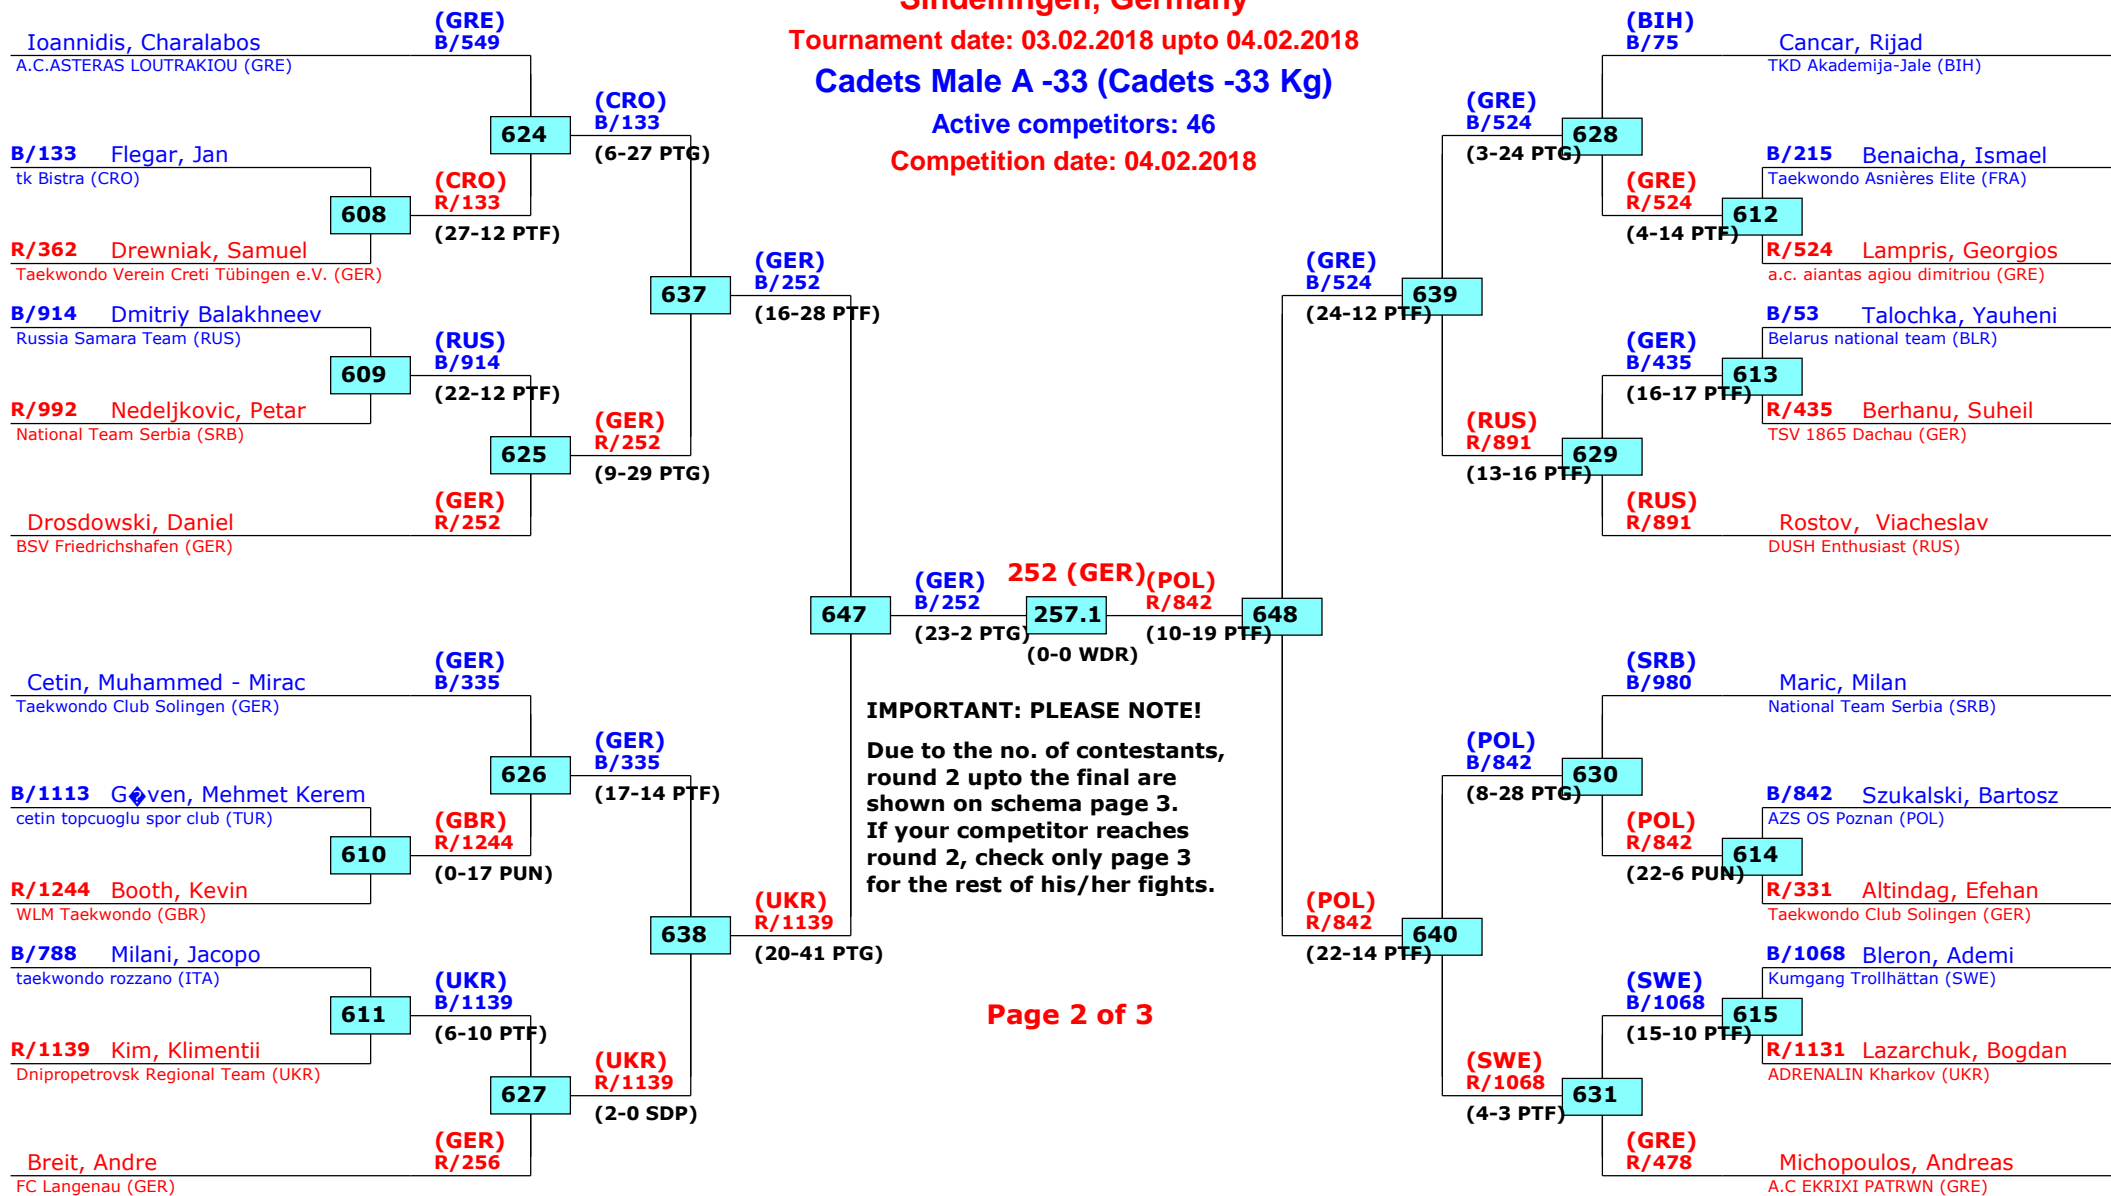 Sindelfingen, Germany
Tournament date: 03.02.2018 upto 04.02.2018
Cadets Male A -33 (Cadets -33 Kg)
Active competitors: 46
Competition date: 04.02.2018
Ioannidis, Charalabos
A.C.ASTERAS LOUTRAKIOU (GRE)
(GRE)
B/549
B/133 Flegar, Jan
tk Bistra (CRO)
608
R/362 Drewniak, Samuel
Taekwondo Verein Creti Tübingen e.V. (GER)
(CRO)
R/133
(27-12 PTF)
624
(CRO)
B/133
(6-27 PTG)
B/914 Dmitriy Balakhneev
Russia Samara Team (RUS)
609
R/992 Nedeljkovic, Petar
National Team Serbia (SRB)
(RUS)
B/914
(22-12 PTF)
625
(GER)
R/252
(9-29 PTG)
Drosdowski, Daniel
BSV Friedrichshafen (GER)
(GER)
R/252
637
(GER)
B/252
(16-28 PTF)
Cetin, Muhammed - Mirac
Taekwondo Club Solingen (GER)
(GER)
B/335
B/1113 G�ven, Mehmet Kerem
cetin topcuoglu spor club (TUR)
610
R/1244 Booth, Kevin
WLM Taekwondo (GBR)
(GBR)
R/1244
(0-17 PUN)
626
(GER)
B/335
(17-14 PTF)
B/788 Milani, Jacopo
taekwondo rozzano (ITA)
611
R/1139 Kim, Klimentii
Dnipropetrovsk Regional Team (UKR)
(UKR)
B/1139
(6-10 PTF)
627
(UKR)
R/1139
(2-0 SDP)
Breit, Andre
FC Langenau (GER)
(GER)
R/256
638
(UKR)
R/1139
(20-41 PTG)
647
(GER)
B/252
(23-2 PTG)
252 (GER)
257.1
(0-0 WDR)
(POL)
R/842
(10-19 PTF)
648
IMPORTANT: PLEASE NOTE!
Due to the no. of contestants,
round 2 upto the final are
shown on schema page 3.
If your competitor reaches
round 2, check only page 3
for the rest of his/her fights.
Page 2 of 3
(GRE)
B/524
(24-12 PTF)
639
(GRE)
B/524
(3-24 PTG)
628
(BIH)
B/75
Cancar, Rijad
TKD Akademija-Jale (BIH)
(GRE)
R/524
(4-14 PTF)
612
B/215 Benaicha, Ismael
Taekwondo Asnières Elite (FRA)
R/524 Lampris, Georgios
a.c. aiantas agiou dimitriou (GRE)
(RUS)
R/891
(13-16 PTF)
629
(GER)
B/435
(16-17 PTF)
613
B/53 Talochka, Yauheni
Belarus national team (BLR)
R/435 Berhanu, Suheil
TSV 1865 Dachau (GER)
(RUS)
R/891
Rostov, Viacheslav
DUSH Enthusiast (RUS)
(POL)
R/842
(22-14 PTF)
640
(POL)
B/842
(8-28 PTG)
630
(SRB)
B/980
Maric, Milan
National Team Serbia (SRB)
(POL)
R/842
(22-6 PUN)
614
B/842 Szukalski, Bartosz
AZS OS Poznan (POL)
R/331 Altindag, Efehan
Taekwondo Club Solingen (GER)
(SWE)
R/1068
(4-3 PTF)
631
(SWE)
B/1068
(15-10 PTF)
615
B/1068 Bleron, Ademi
Kumgang Trollhättan (SWE)
R/1131 Lazarchuk, Bogdan
ADRENALIN Kharkov (UKR)
(GRE)
R/478
Michopoulos, Andreas
A.C EKRIXI PATRWN (GRE)